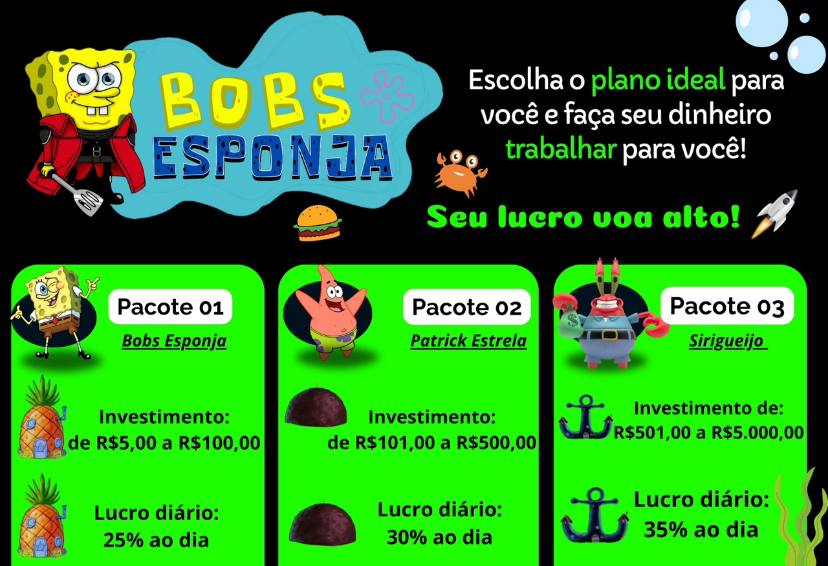 BOBS
ESPONJA
Escolha o plano ideal para
você e faça seu dinheiro
trabalhar para você!
Seu lucro voa alto!
Pacote 01
Bobs Esponja
Investimento:
de R$5,00 a R$100,00
Lucro diário:
25% ao dia
Pacote 02
Patrick Estrela
Investimento:
de R$101,00 a R$500,00
Lucro diário:
30% ao dia
Pacote 03
Sirigueijo
Investimento de:
R$501,00 a R$5.000,00
Lucro diário:
35% ao dia